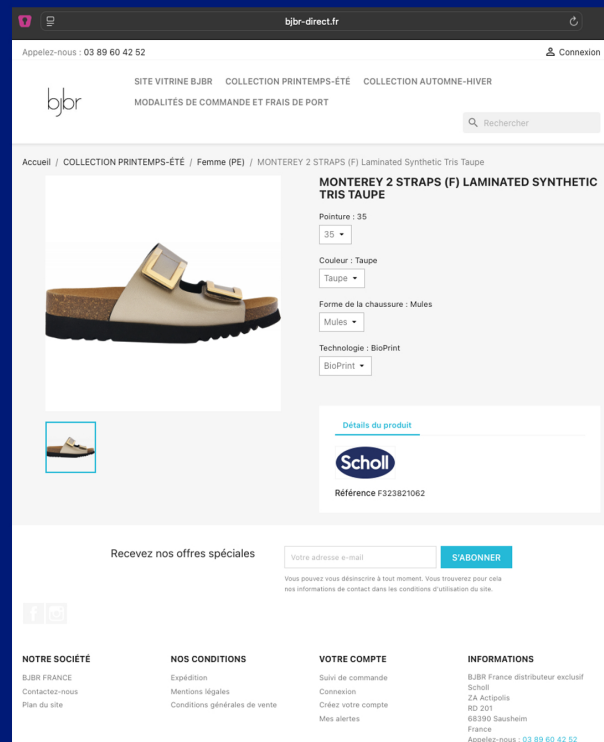 bjbr-direct.fr
Appelez-nous : 03 89 60 42 52
Connexion
bjbr
SITE VITRINE BJBR COLLECTION PRINTEMPS-ÉTÉ COLLECTION AUTOMNE-HIVER
MODALITÉS DE COMMANDE ET FRAIS DE PORT
Rechercher
Accueil / COLLECTION PRINTEMPS-ÉTÉ / Femme (PE) / MONTEREY 2 STRAPS (F) Laminated Synthetic Tris Taupe
MONTEREY 2 STRAPS (F) LAMINATED SYNTHETIC
TRIS TAUPE
Pointure : 35
35
Couleur : Taupe
Taupe
Forme de la chaussure : Mules
Mules
Technologie : BioPrint
BioPrint
Détails du produit
Scholl
Référence F323821062
Recevez nos offres spéciales
Votre adresse e-mail
S'ABONNER
Vous pouvez vous désinscrire à tout moment. Vous trouverez pour cela
nos informations de contact dans les conditions d'utilisation du site.
NOTRE SOCIÉTÉ
BJBR FRANCE
Contactez-nous
Plan du site
NOS CONDITIONS
Expédition
Mentions légales
Conditions générales de vente
VOTRE COMPTE
Suivi de commande
Connexion
Créez votre compte
Mes alertes
INFORMATIONS
BJBR France distributeur exclusif
Scholl
ZA Actipolis
RD 201
68390 Sausheim
France
Appelez-nous : 03 89 60 42 52